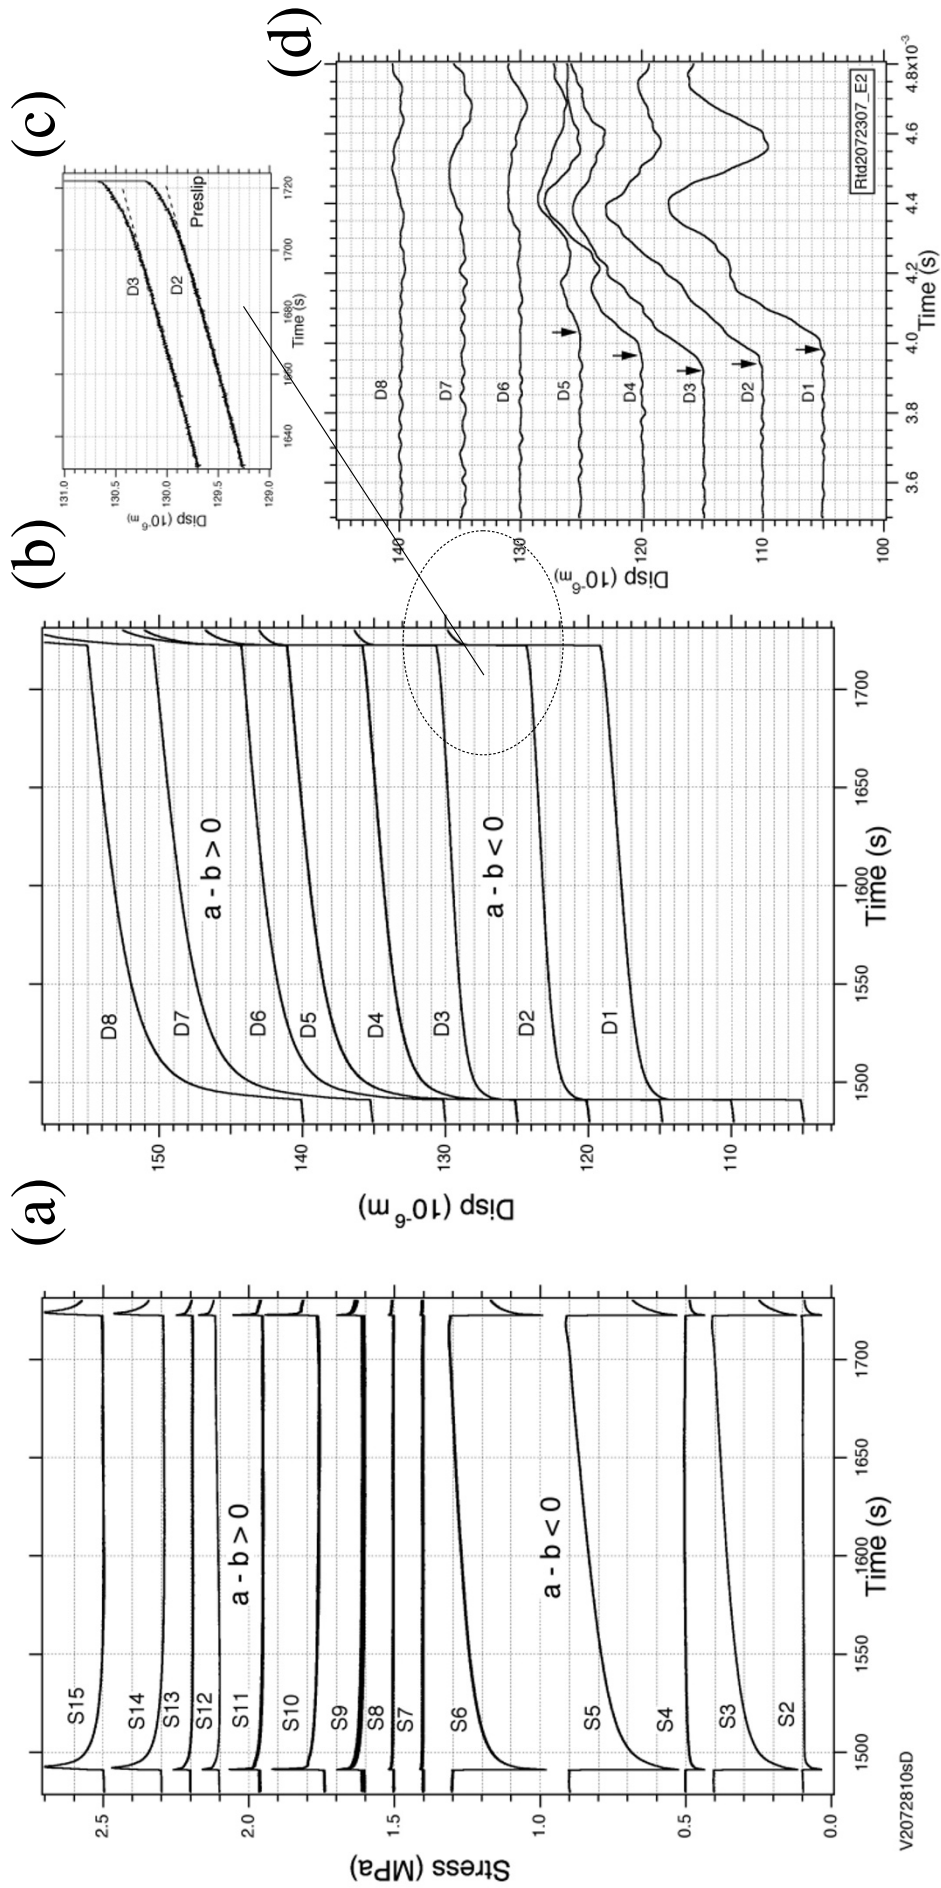 (a)
Stress (MPa)
2.5
2.0
1.5
1.0
0.5
0.0
S15
S14
S13
S12
S11
S10
S9
S8
S7
S6
S5
S4
S3
S2
a - b > 0
a - b < 0
1500
1550
1600
1650
1700
Time (s)
V2072810sD
(b)
Disp (10⁻⁶ m)
150
140
130
120
110
D8
D7
D6
D5
D4
D3
D2
D1
a - b > 0
a - b < 0
1500
1550
1600
1650
1700
Time (s)
(c)
Disp (10⁻⁶ m)
131.0
130.5
130.0
129.5
129.0
D3
D2
Preslip
1640
1660
1680
1700
1720
Time (s)
(d)
Disp (10⁻⁶ m)
140
130
120
110
100
D8
D7
D6
D5
D4
D3
D2
D1
3.6
3.8
4.0
4.2
4.4
4.6
4.8x10⁻³
Time (s)
Rtd2072307_E2